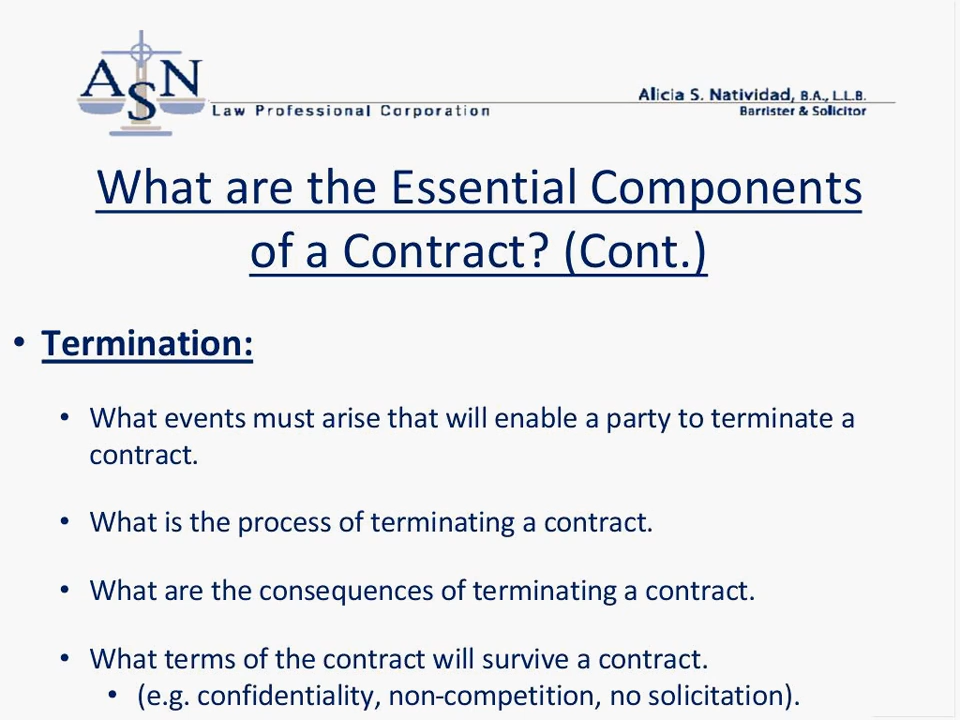 ASN
Law Professional Corporation
Alicia S. Natividad, B.A., L.L.B.
Barrister & Solicitor
What are the Essential Components
of a Contract? (Cont.)
• Termination:
• What events must arise that will enable a party to terminate a
contract.
• What is the process of terminating a contract.
• What are the consequences of terminating a contract.
• What terms of the contract will survive a contract.
• (e.g. confidentiality, non-competition, no solicitation).